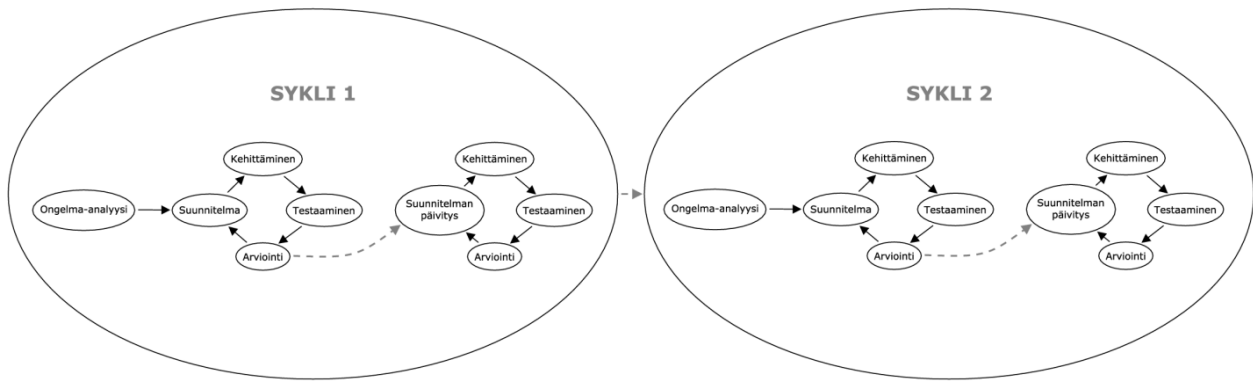 SYKLI 1
Kehittäminen
Ongelma-analyysi
Suunnitelma
Testaaminen
Arviointi
Kehittäminen
Suunnitelman
päivitys
Testaaminen
Arviointi
SYKLI 2
Kehittäminen
Ongelma-analyysi
Suunnitelma
Testaaminen
Arviointi
Kehittäminen
Suunnitelman
päivitys
Testaaminen
Arviointi